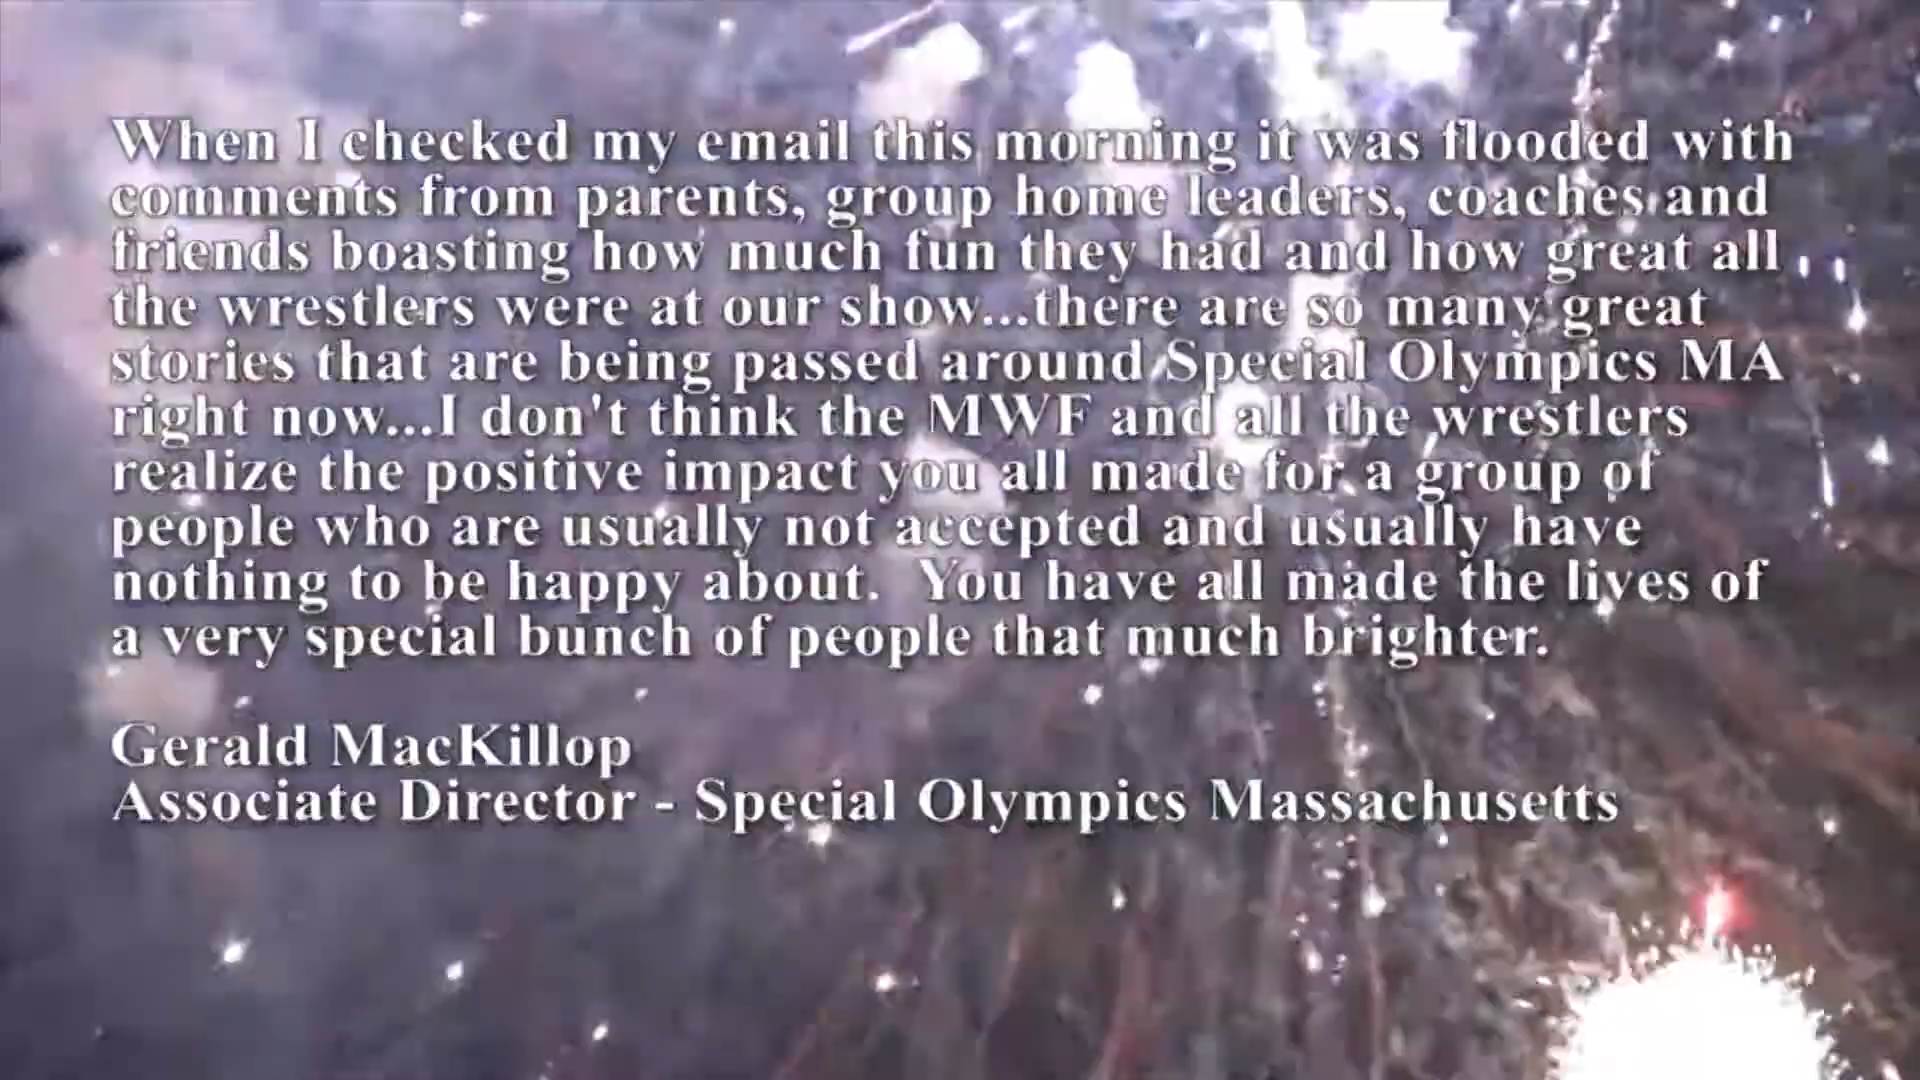 When I checked my email this morning it was flooded with
comments from parents, group home leaders, coaches and
friends boasting how much fun they had and how great all
the wrestlers were at our show...there are so many great
stories that are being passed around Special Olympics MA
right now...I don't think the MWF and all the wrestlers
realize the positive impact you all made for a group of
people who are usually not accepted and usually have
nothing to be happy about.  You have all made the lives of
a very special bunch of people that much brighter.

Gerald MacKillop
Associate Director - Special Olympics Massachusetts